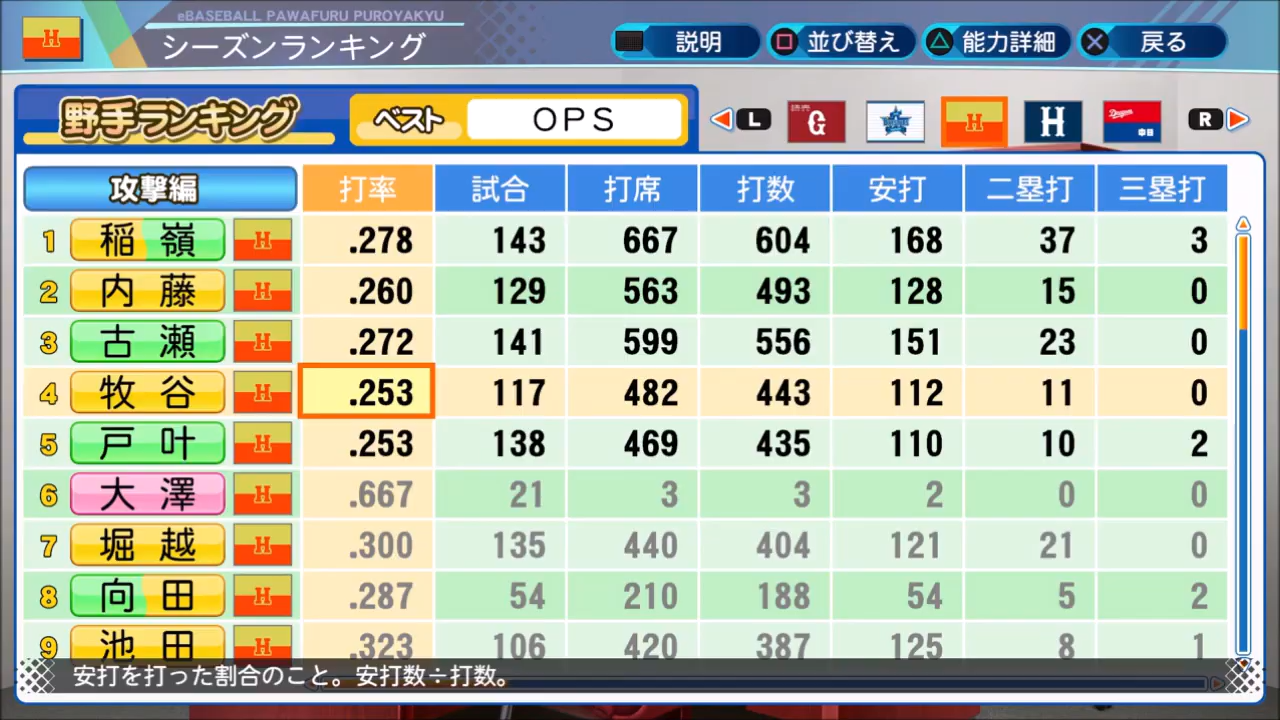 eBASEBALL PAWAFURU PUROYAKYU
H シーズンランキング 説明 並び替え 能力詳細 戻る
野手ランキング ベスト OPS L 読売 G H H Dragons 中日 R
攻撃編 打率 試合 打席 打数 安打 二塁打 三塁打
1 稲嶺 H .278 143 667 604 168 37 3
2 内藤 H .260 129 563 493 128 15 0
3 古瀬 H .272 141 599 556 151 23 0
4 牧谷 H .253 117 482 443 112 11 0
5 戸叶 H .253 138 469 435 110 10 2
6 大澤 H .667 21 3 3 2 0 0
7 堀越 H .300 135 440 404 121 21 0
8 向田 H .287 54 210 188 54 5 2
9 池田 H .323 106 420 387 125 8 1
安打を打った割合のこと。安打数÷打数。